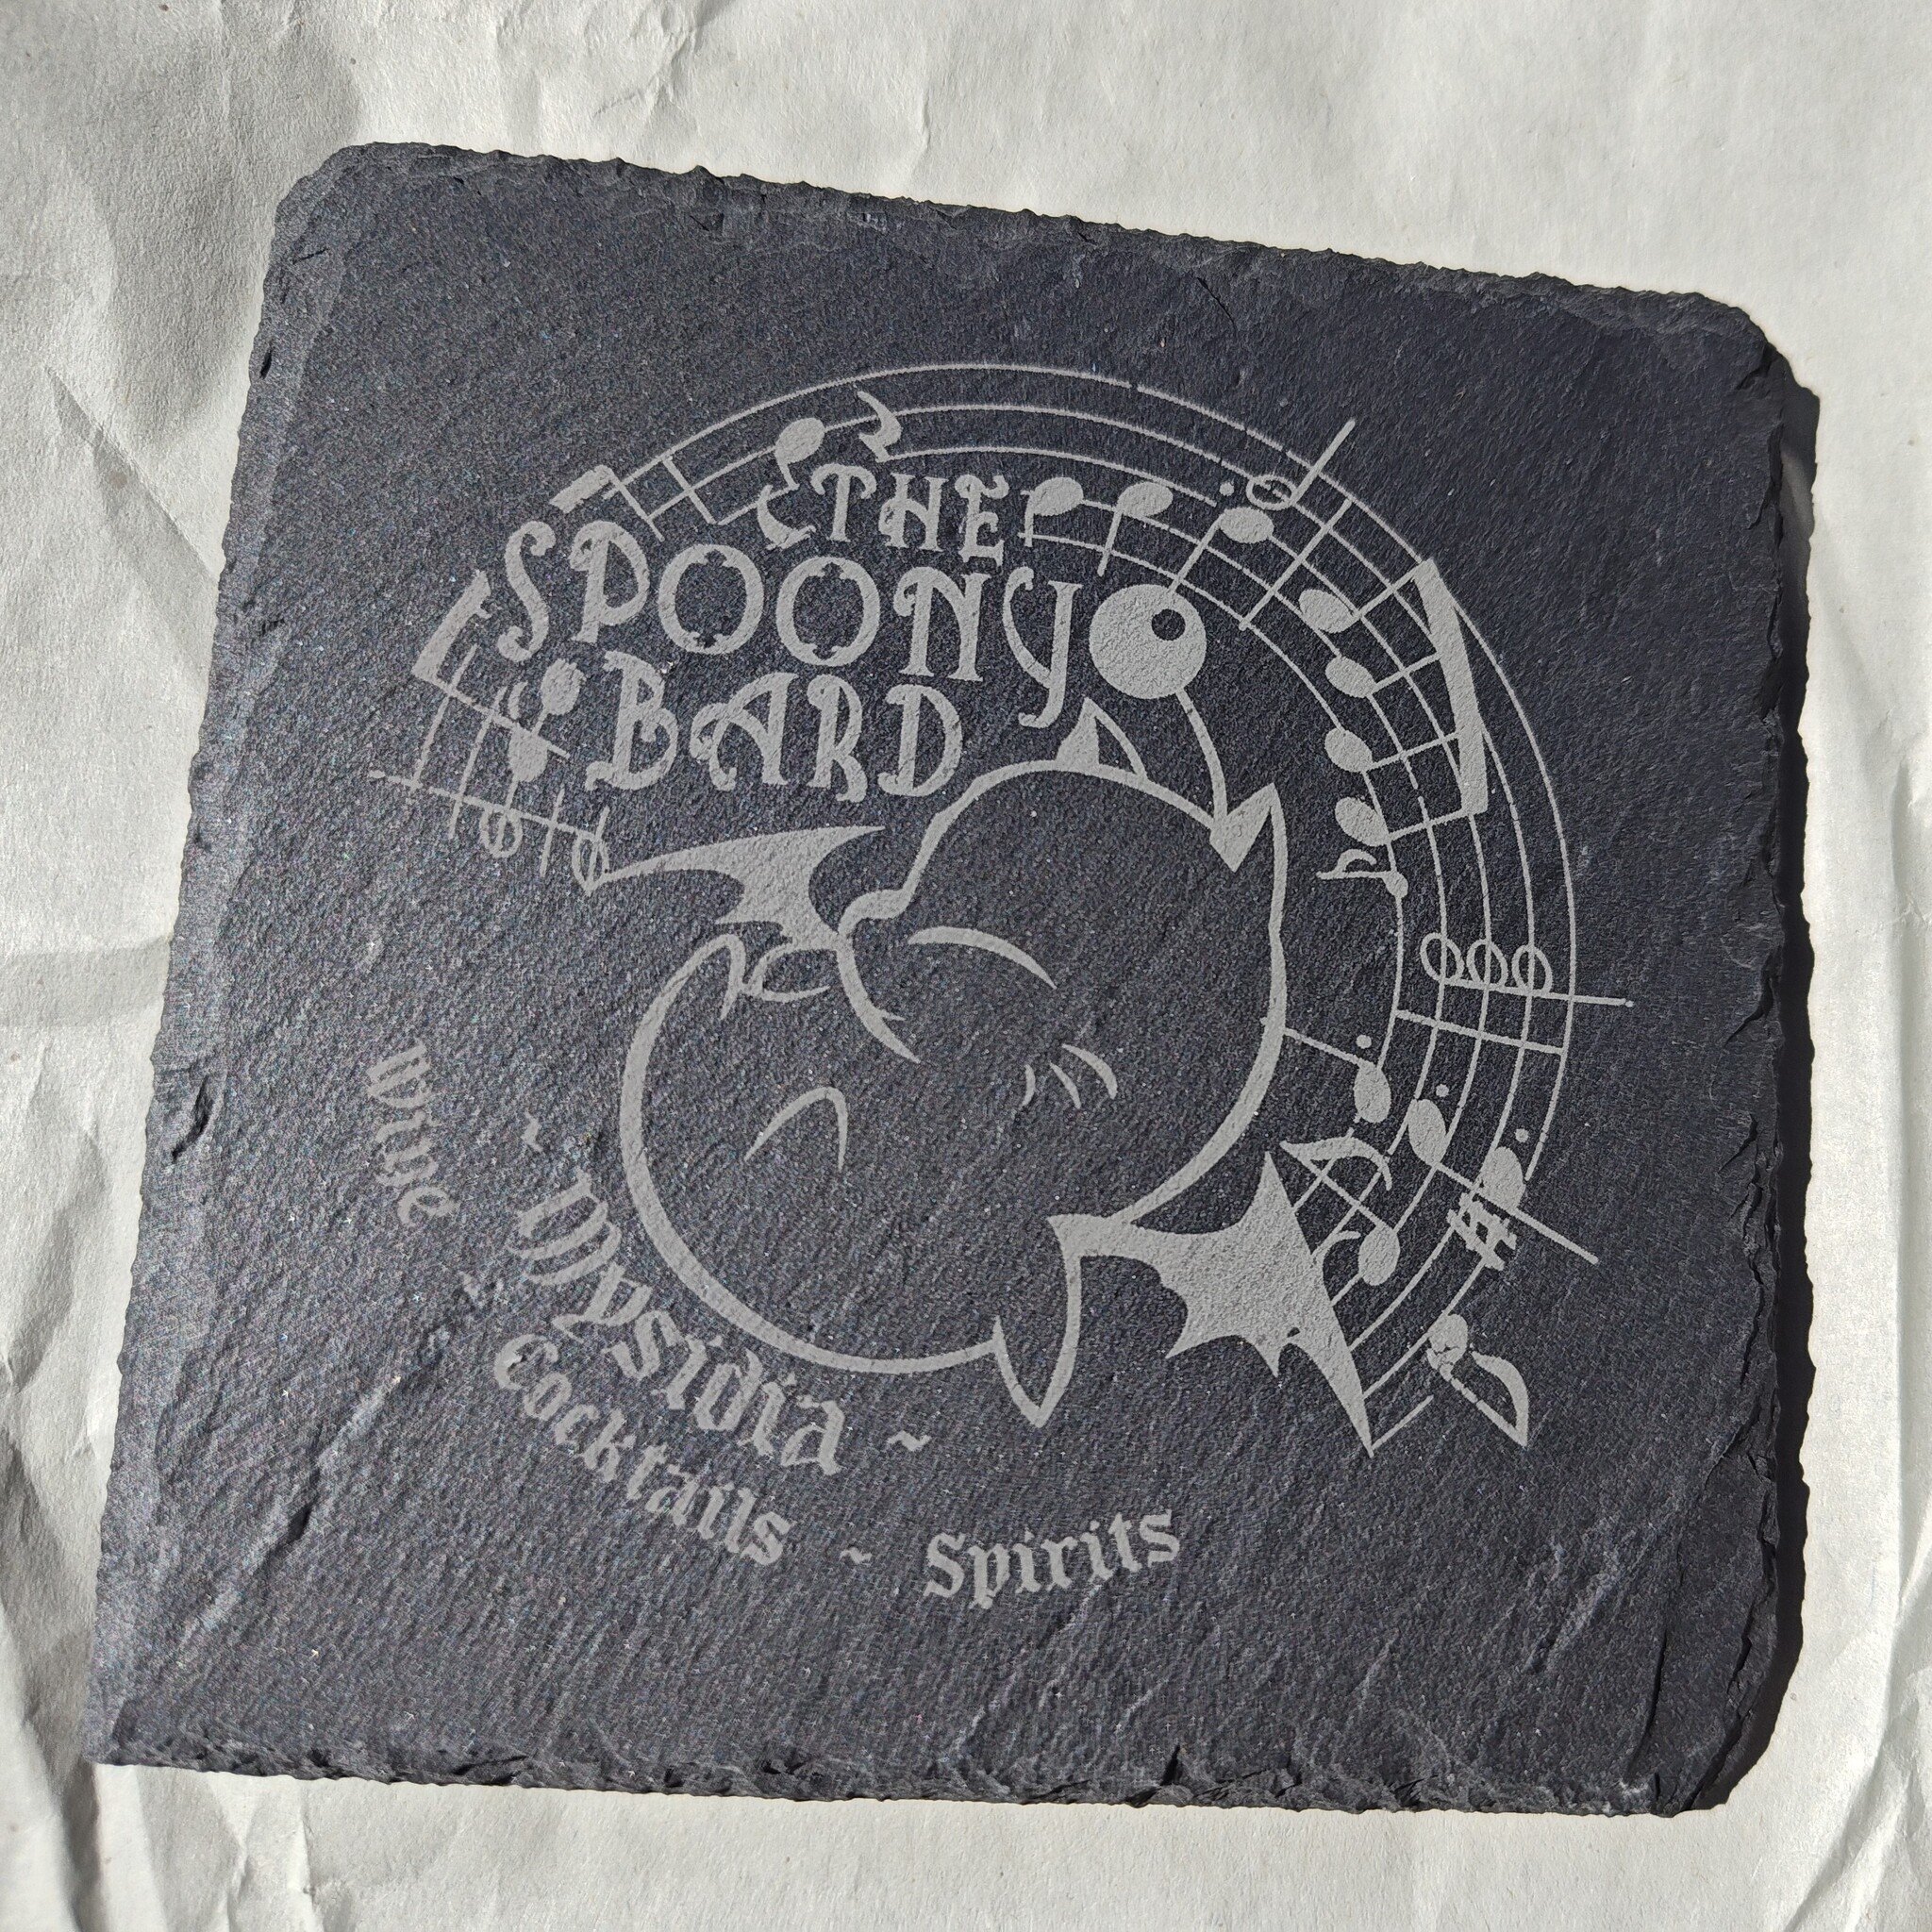 THE
SPOONY
BARD
~ Mysidia ~
Wine ~ Cocktails ~ Spirits